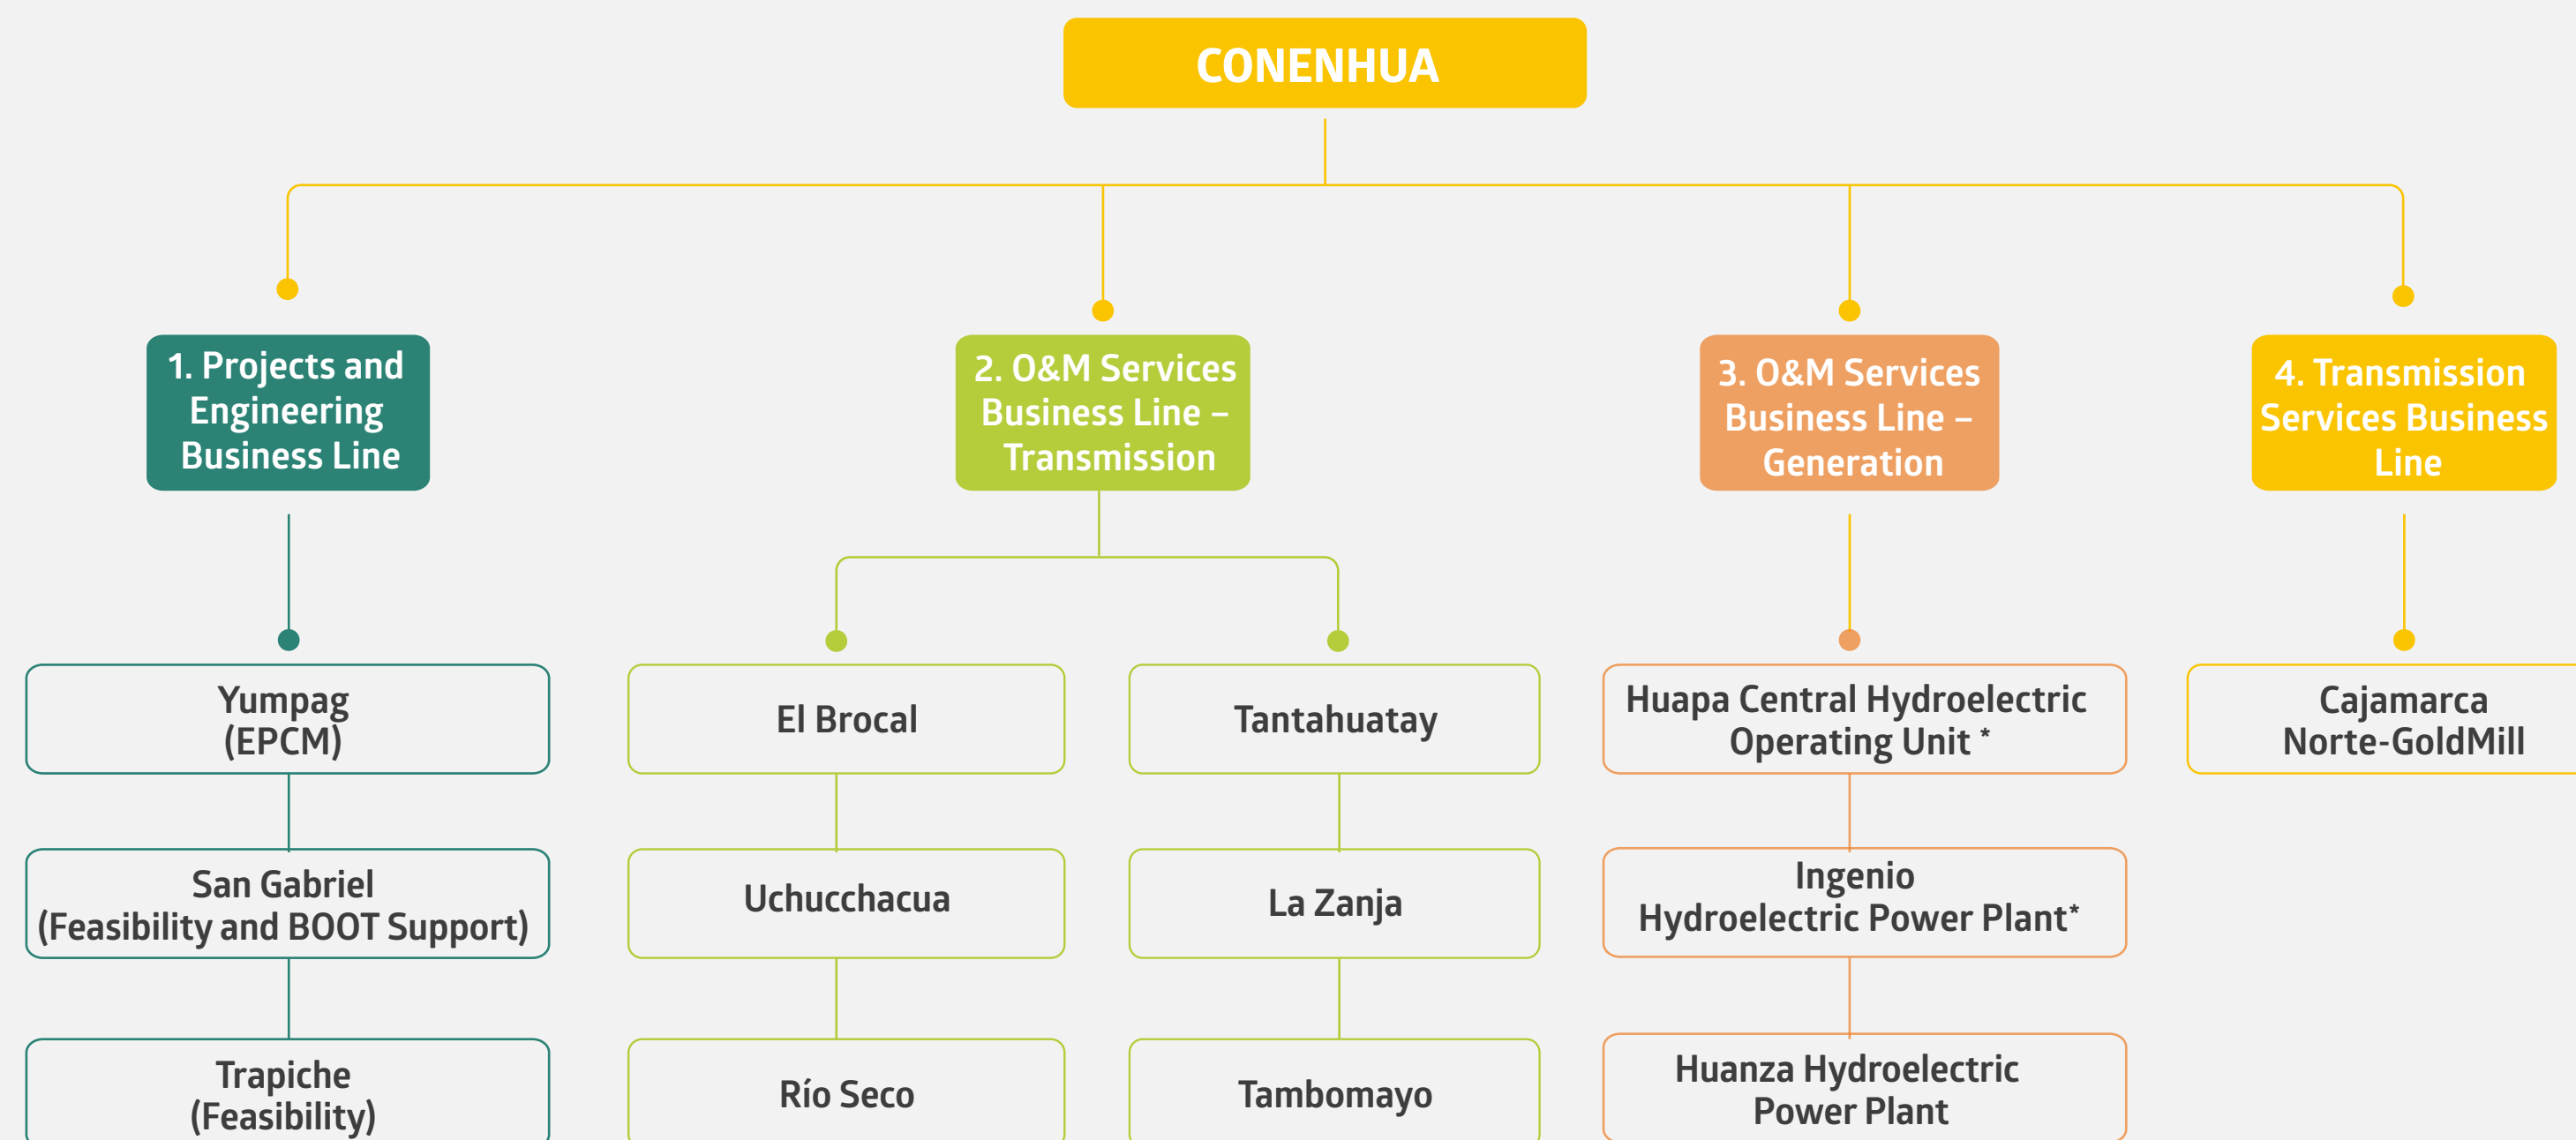 CONENHUA
1. Projects and
Engineering
Business Line
2. O&M Services
Business Line –
Transmission
3. O&M Services
Business Line –
Generation
4. Transmission
Services Business
Line
Yumpag
(EPCM)
El Brocal
Tantahuatay
Huapa Central Hydroelectric
Operating Unit *
Cajamarca
Norte-GoldMill
San Gabriel
(Feasibility and BOOT Support)
Uchucchacua
La Zanja
Ingenio
Hydroelectric Power Plant*
Trapiche
(Feasibility)
Río Seco
Tambomayo
Huanza Hydroelectric
Power Plant